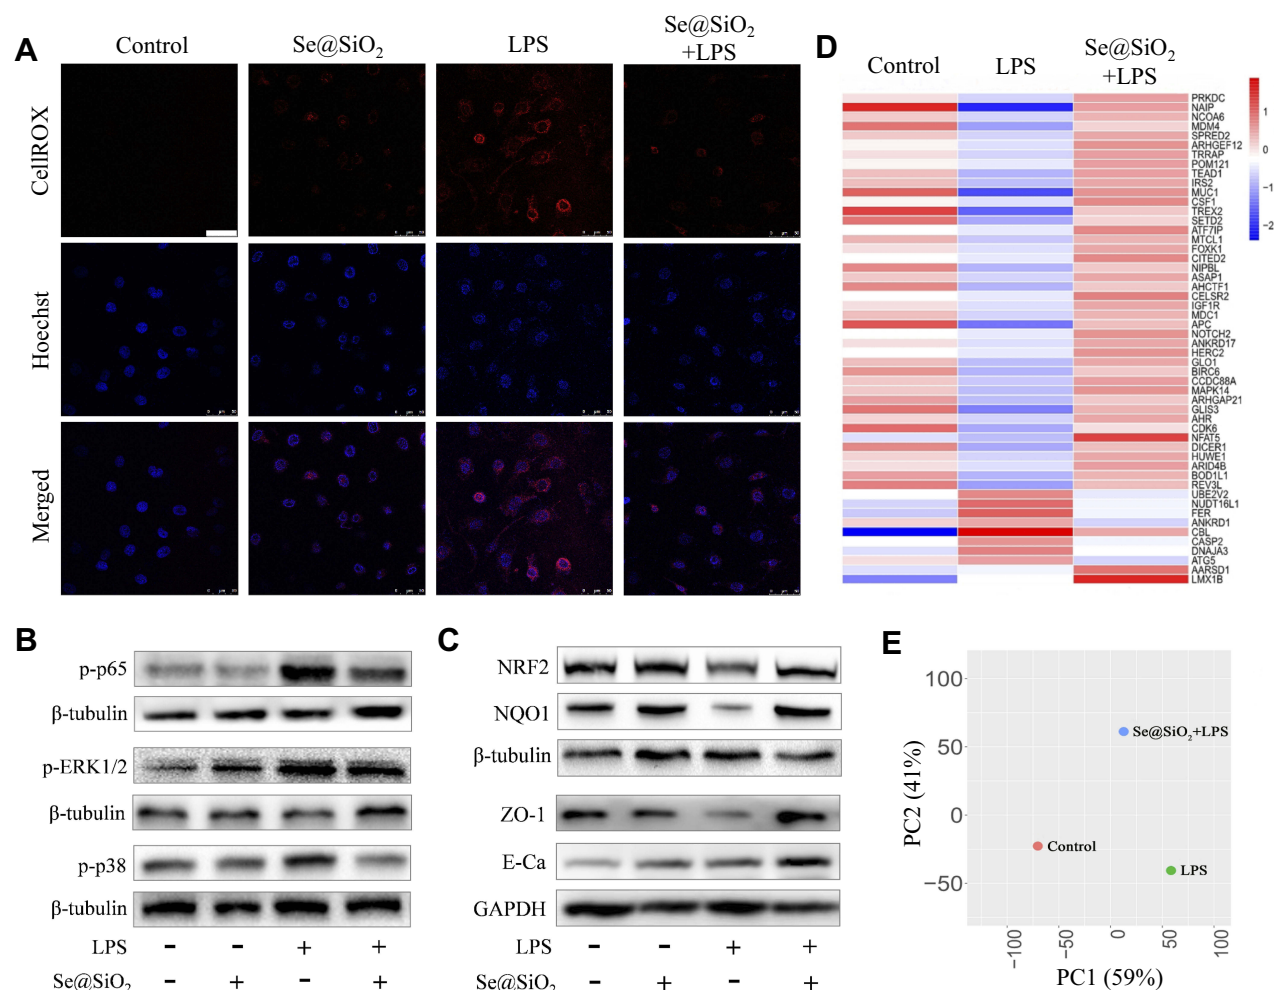 A
Control
Se@SiO₂
LPS
Se@SiO₂
+LPS
CellROX
Hoechst
Merged
D
Control
LPS
Se@SiO₂
+LPS
1
0
−1
−2
PRKDC
NAIP
NCOA6
MDM4
SPRED2
ARHGEF12
TRRAP
POM121
TEAD1
IRS2
MUC1
CSF1
TREX2
SETD2
ATF7IP
MTCL1
FOXK1
CITED2
NIPBL
ASAP1
AHCTF1
CELSR2
IGF1R
MDC1
APC
NOTCH2
ANKRD17
HERC2
GLO1
BIRC6
CCDC88A
MAPK14
ARHGAP21
GLIS3
AHR
CDK6
NFAT5
DICER1
HUWE1
ARID4B
BOD1L1
REV3L
UBE2V2
NUDT16L1
FER
ANKRD1
CBL
CASP2
DNAJA3
ATG5
AARSD1
LMX1B
B
p-p65
β-tubulin
p-ERK1/2
β-tubulin
p-p38
β-tubulin
LPS - - + +
Se@SiO₂ - + - +
C
NRF2
NQO1
β-tubulin
ZO-1
E-Ca
GAPDH
LPS - - + +
Se@SiO₂ - + - +
E
PC2 (41%)
100
50
0
−50
Se@SiO₂+LPS
Control
LPS
−100
−50
0
50
100
PC1 (59%)